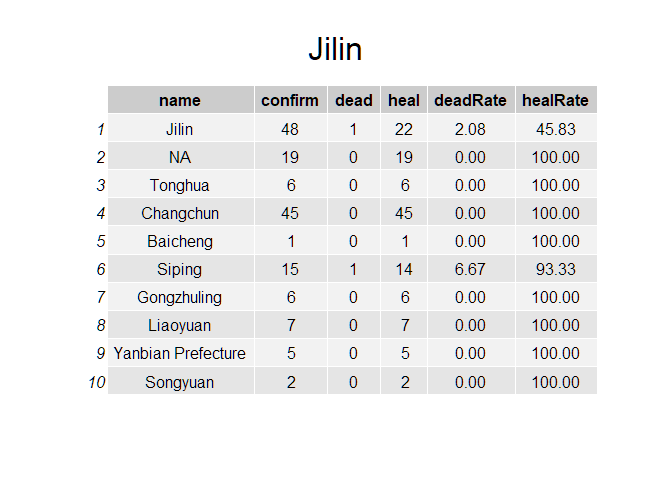 Jilin
name confirm dead heal deadRate healRate
1 Jilin 48 1 22 2.08 45.83
2 NA 19 0 19 0.00 100.00
3 Tonghua 6 0 6 0.00 100.00
4 Changchun 45 0 45 0.00 100.00
5 Baicheng 1 0 1 0.00 100.00
6 Siping 15 1 14 6.67 93.33
7 Gongzhuling 6 0 6 0.00 100.00
8 Liaoyuan 7 0 7 0.00 100.00
9 Yanbian Prefecture 5 0 5 0.00 100.00
10 Songyuan 2 0 2 0.00 100.00